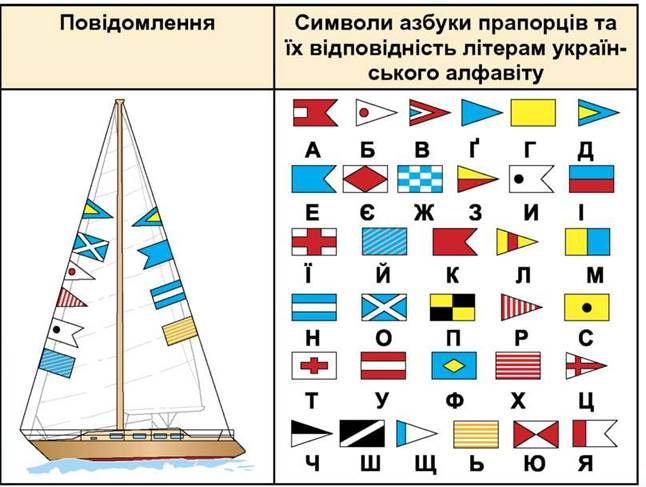 Повідомлення
Символи азбуки прапорців та
їх відповідність літерам україн-
ського алфавіту
А Б В Ґ Г Д
Е Є Ж З И І
Ї Й К Л М
Н О П Р С
Т У Ф Х Ц
Ч Ш Щ Ь Ю Я